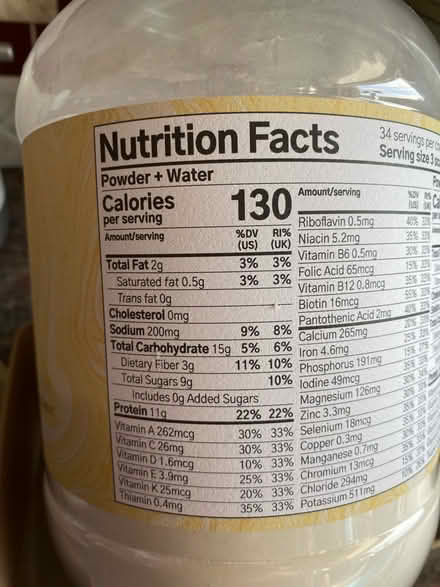 Nutrition Facts
34 servings per
Serving size 3
Powder + Water
Calories
per serving
130
Amount/serving %DV (US) RI% (UK)
Total Fat 2g 3% 3%
Saturated fat 0.5g 3% 3%
Trans fat 0g
Cholesterol 0mg
Sodium 200mg 9% 8%
Total Carbohydrate 15g 5% 6%
Dietary Fiber 3g 11% 10%
Total Sugars 9g 10%
Includes 0g Added Sugars
Protein 11g 22% 22%
Vitamin A 262mcg 30% 33%
Vitamin C 26mg 30% 33%
Vitamin D 1.6mcg 10% 33%
Vitamin E 3.9mg 25% 33%
Vitamin K 25mcg 20% 33%
Thiamin 0.4mg 35% 33%
Amount/serving %DV (US)
Riboflavin 0.5mg 40%
Niacin 5.2mg 35%
Vitamin B6 0.5mg 30%
Folic Acid 65mcg
Vitamin B12 0.8mcg
Biotin 16mcg
Pantothenic Acid 2mg
Calcium 265mg
Iron 4.6mg
Phosphorus 191mg
Iodine 49mcg
Magnesium 126mg
Zinc 3.3mg
Selenium 18mcg
Copper 0.3mg
Manganese 0.7mg
Chromium 13mcg
Chloride 294mg
Potassium 511mg